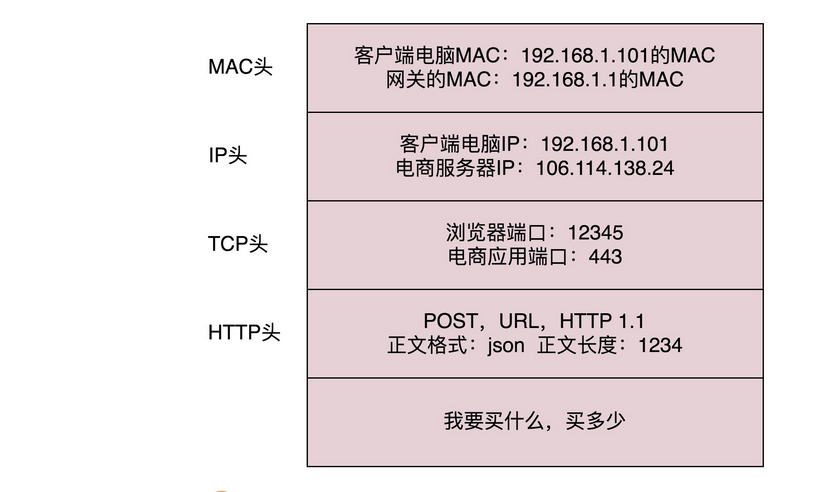 MAC头
客户端电脑MAC：192.168.1.101的MAC
网关的MAC：192.168.1.1的MAC
IP头
客户端电脑IP：192.168.1.101
电商服务器IP：106.114.138.24
TCP头
浏览器端口：12345
电商应用端口：443
HTTP头
POST，URL，HTTP 1.1
正文格式：json 正文长度：1234
我要买什么，买多少